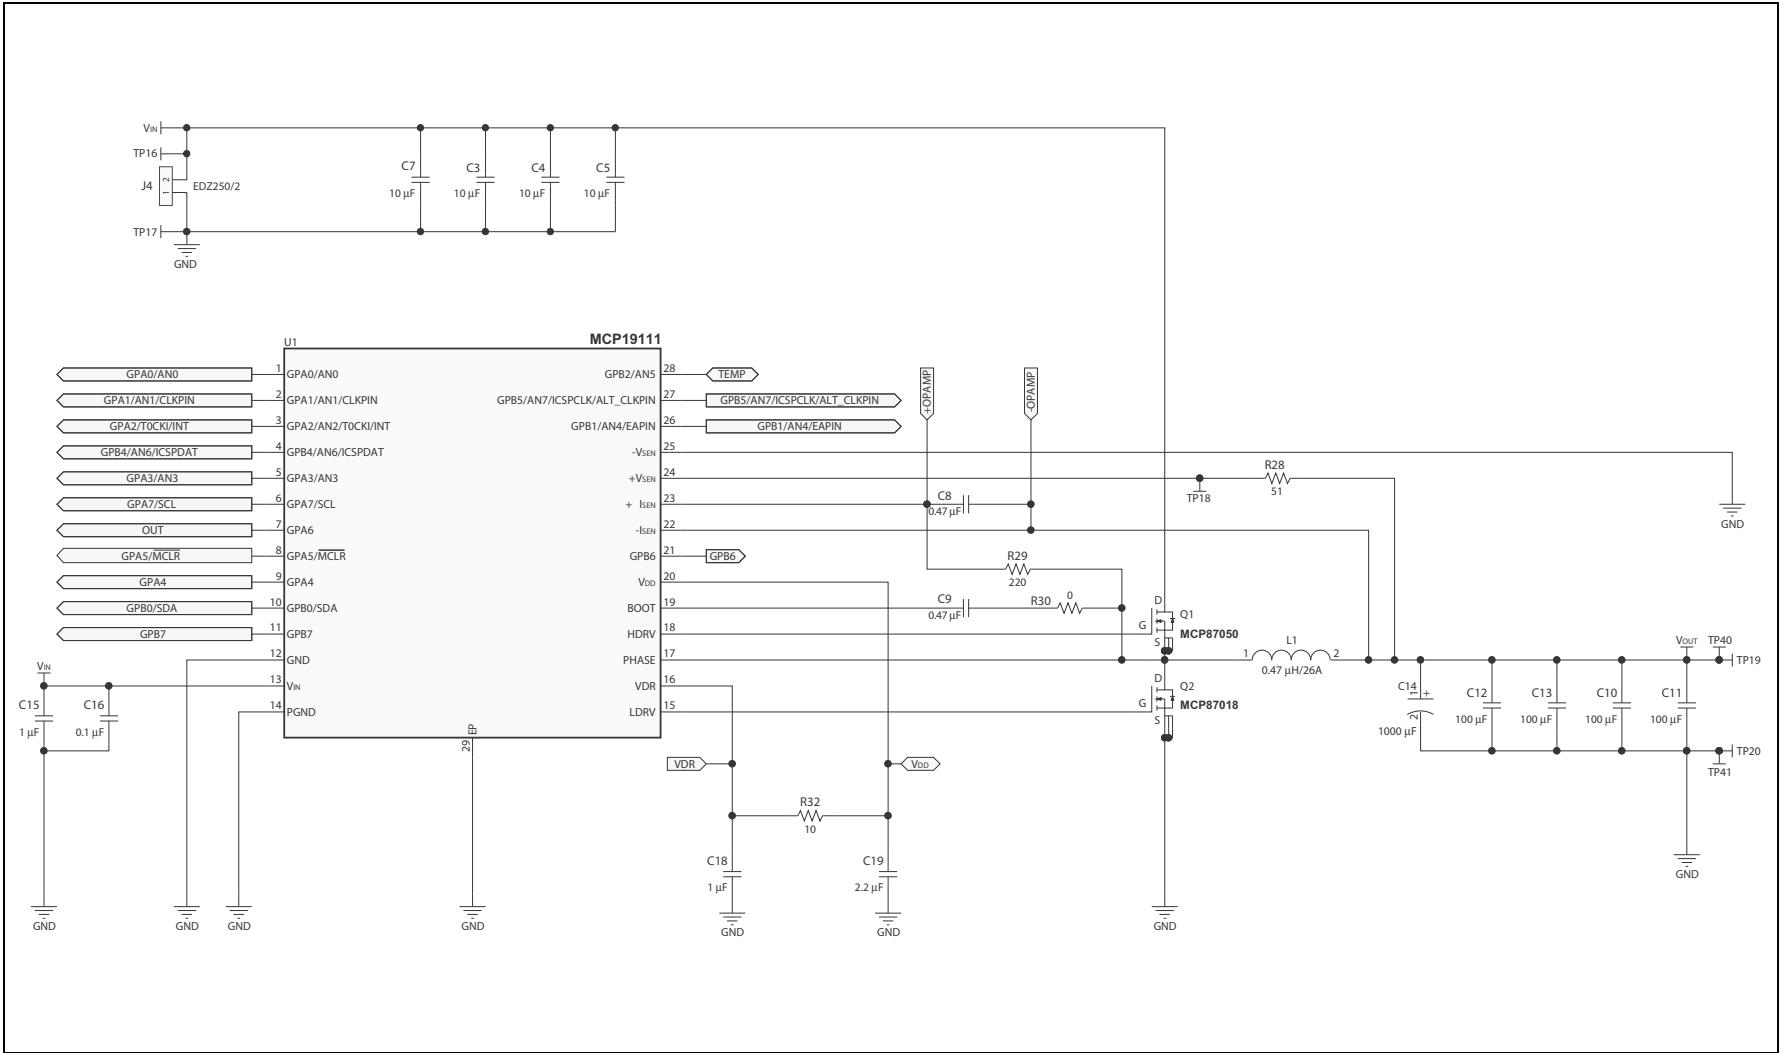 VIN
TP16
J4
2
1
EDZ250/2
TP17
GND
C7
10 µF
C3
10 µF
C4
10 µF
C5
10 µF
U1
MCP19111
GPA0/AN0 1 GPA0/AN0
GPA1/AN1/CLKPIN 2 GPA1/AN1/CLKPIN
GPA2/T0CKI/INT 3 GPA2/AN2/T0CKI/INT
GPB4/AN6/ICSPDAT 4 GPB4/AN6/ICSPDAT
GPA3/AN3 5 GPA3/AN3
GPA7/SCL 6 GPA7/SCL
OUT 7 GPA6
GPA5/MCLR 8 GPA5/MCLR
GPA4 9 GPA4
GPB0/SDA 10 GPB0/SDA
GPB7 11 GPB7
12 GND
13 VIN
14 PGND
29 EP
GPB2/AN5 28 TEMP
GPB5/AN7/ICSPCLK/ALT_CLKPIN 27 GPB5/AN7/ICSPCLK/ALT_CLKPIN
GPB1/AN4/EAPIN 26 GPB1/AN4/EAPIN
-VSEN 25
+VSEN 24
+ ISEN 23
-ISEN 22
GPB6 21 GPB6
VDD 20
BOOT 19
HDRV 18
PHASE 17
VDR 16
LDRV 15
VIN
C15
1 µF
C16
0.1 µF
GND
GND
GND
GND
+OPAMP
-OPAMP
C8
0.47 µF
TP18
R28
51
GND
R29
220
C9
0.47 µF
R30
0
D
G
S
Q1
MCP87050
D
G
S
Q2
MCP87018
GND
1
L1
2
0.47 µH/26A
VOUT
TP40
TP19
C14
1
+
2
1000 µF
C12
100 µF
C13
100 µF
C10
100 µF
C11
100 µF
TP20
TP41
GND
VDR
VDD
R32
10
C18
1 µF
GND
C19
2.2 µF
GND